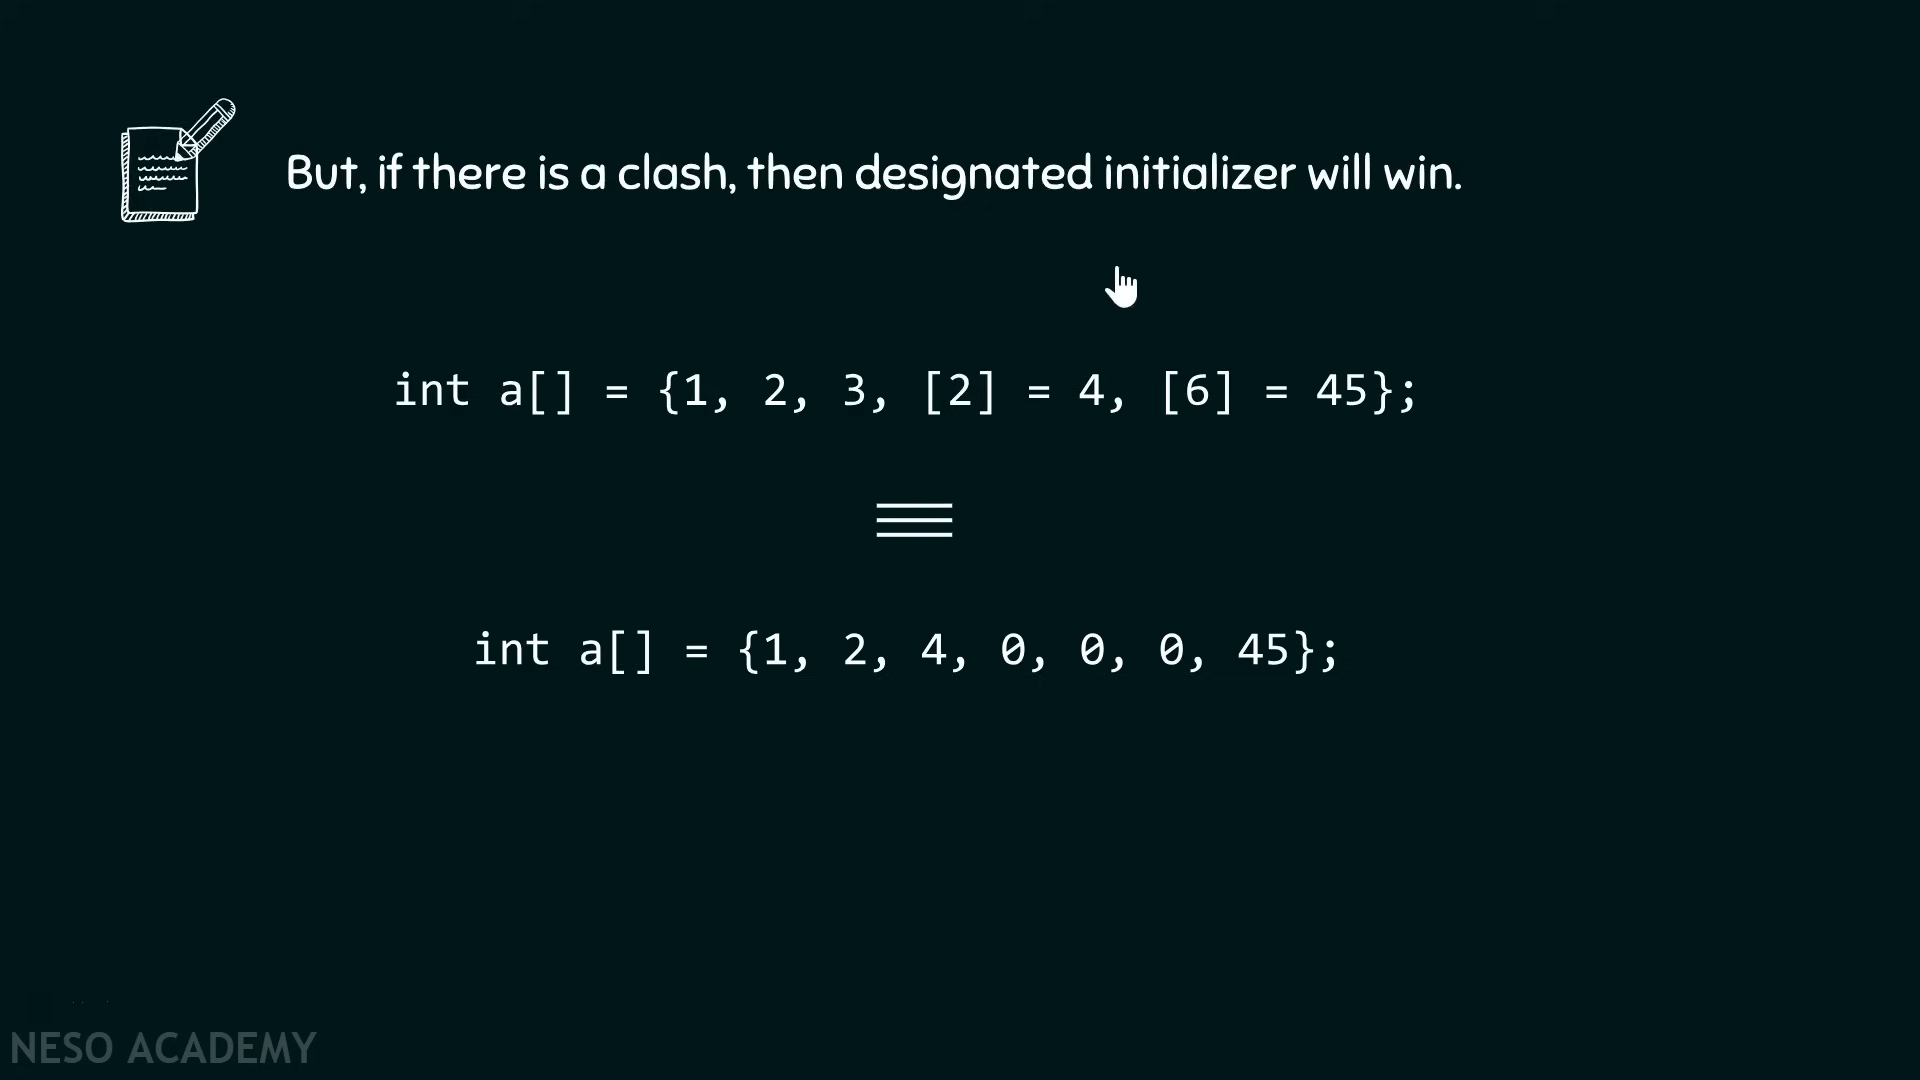 But, if there is a clash, then designated initializer will win.
int a[] = {1, 2, 3, [2] = 4, [6] = 45};
int a[] = {1, 2, 4, 0, 0, 0, 45};
NESO ACADEMY